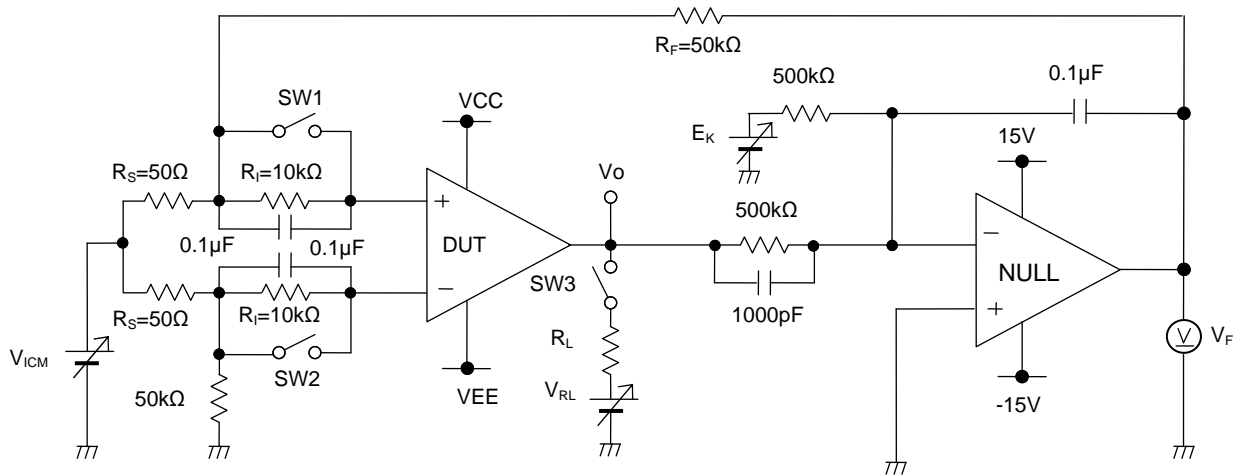 RF=50kΩ
500kΩ
0.1µF
SW1
VCC
EK
15V
RS=50Ω
RI=10kΩ
Vo
500kΩ
+
DUT
−
0.1µF
0.1µF
−
NULL
+
SW3
RS=50Ω
RI=10kΩ
1000pF
RL
V
VF
VICM
SW2
50kΩ
VEE
VRL
-15V